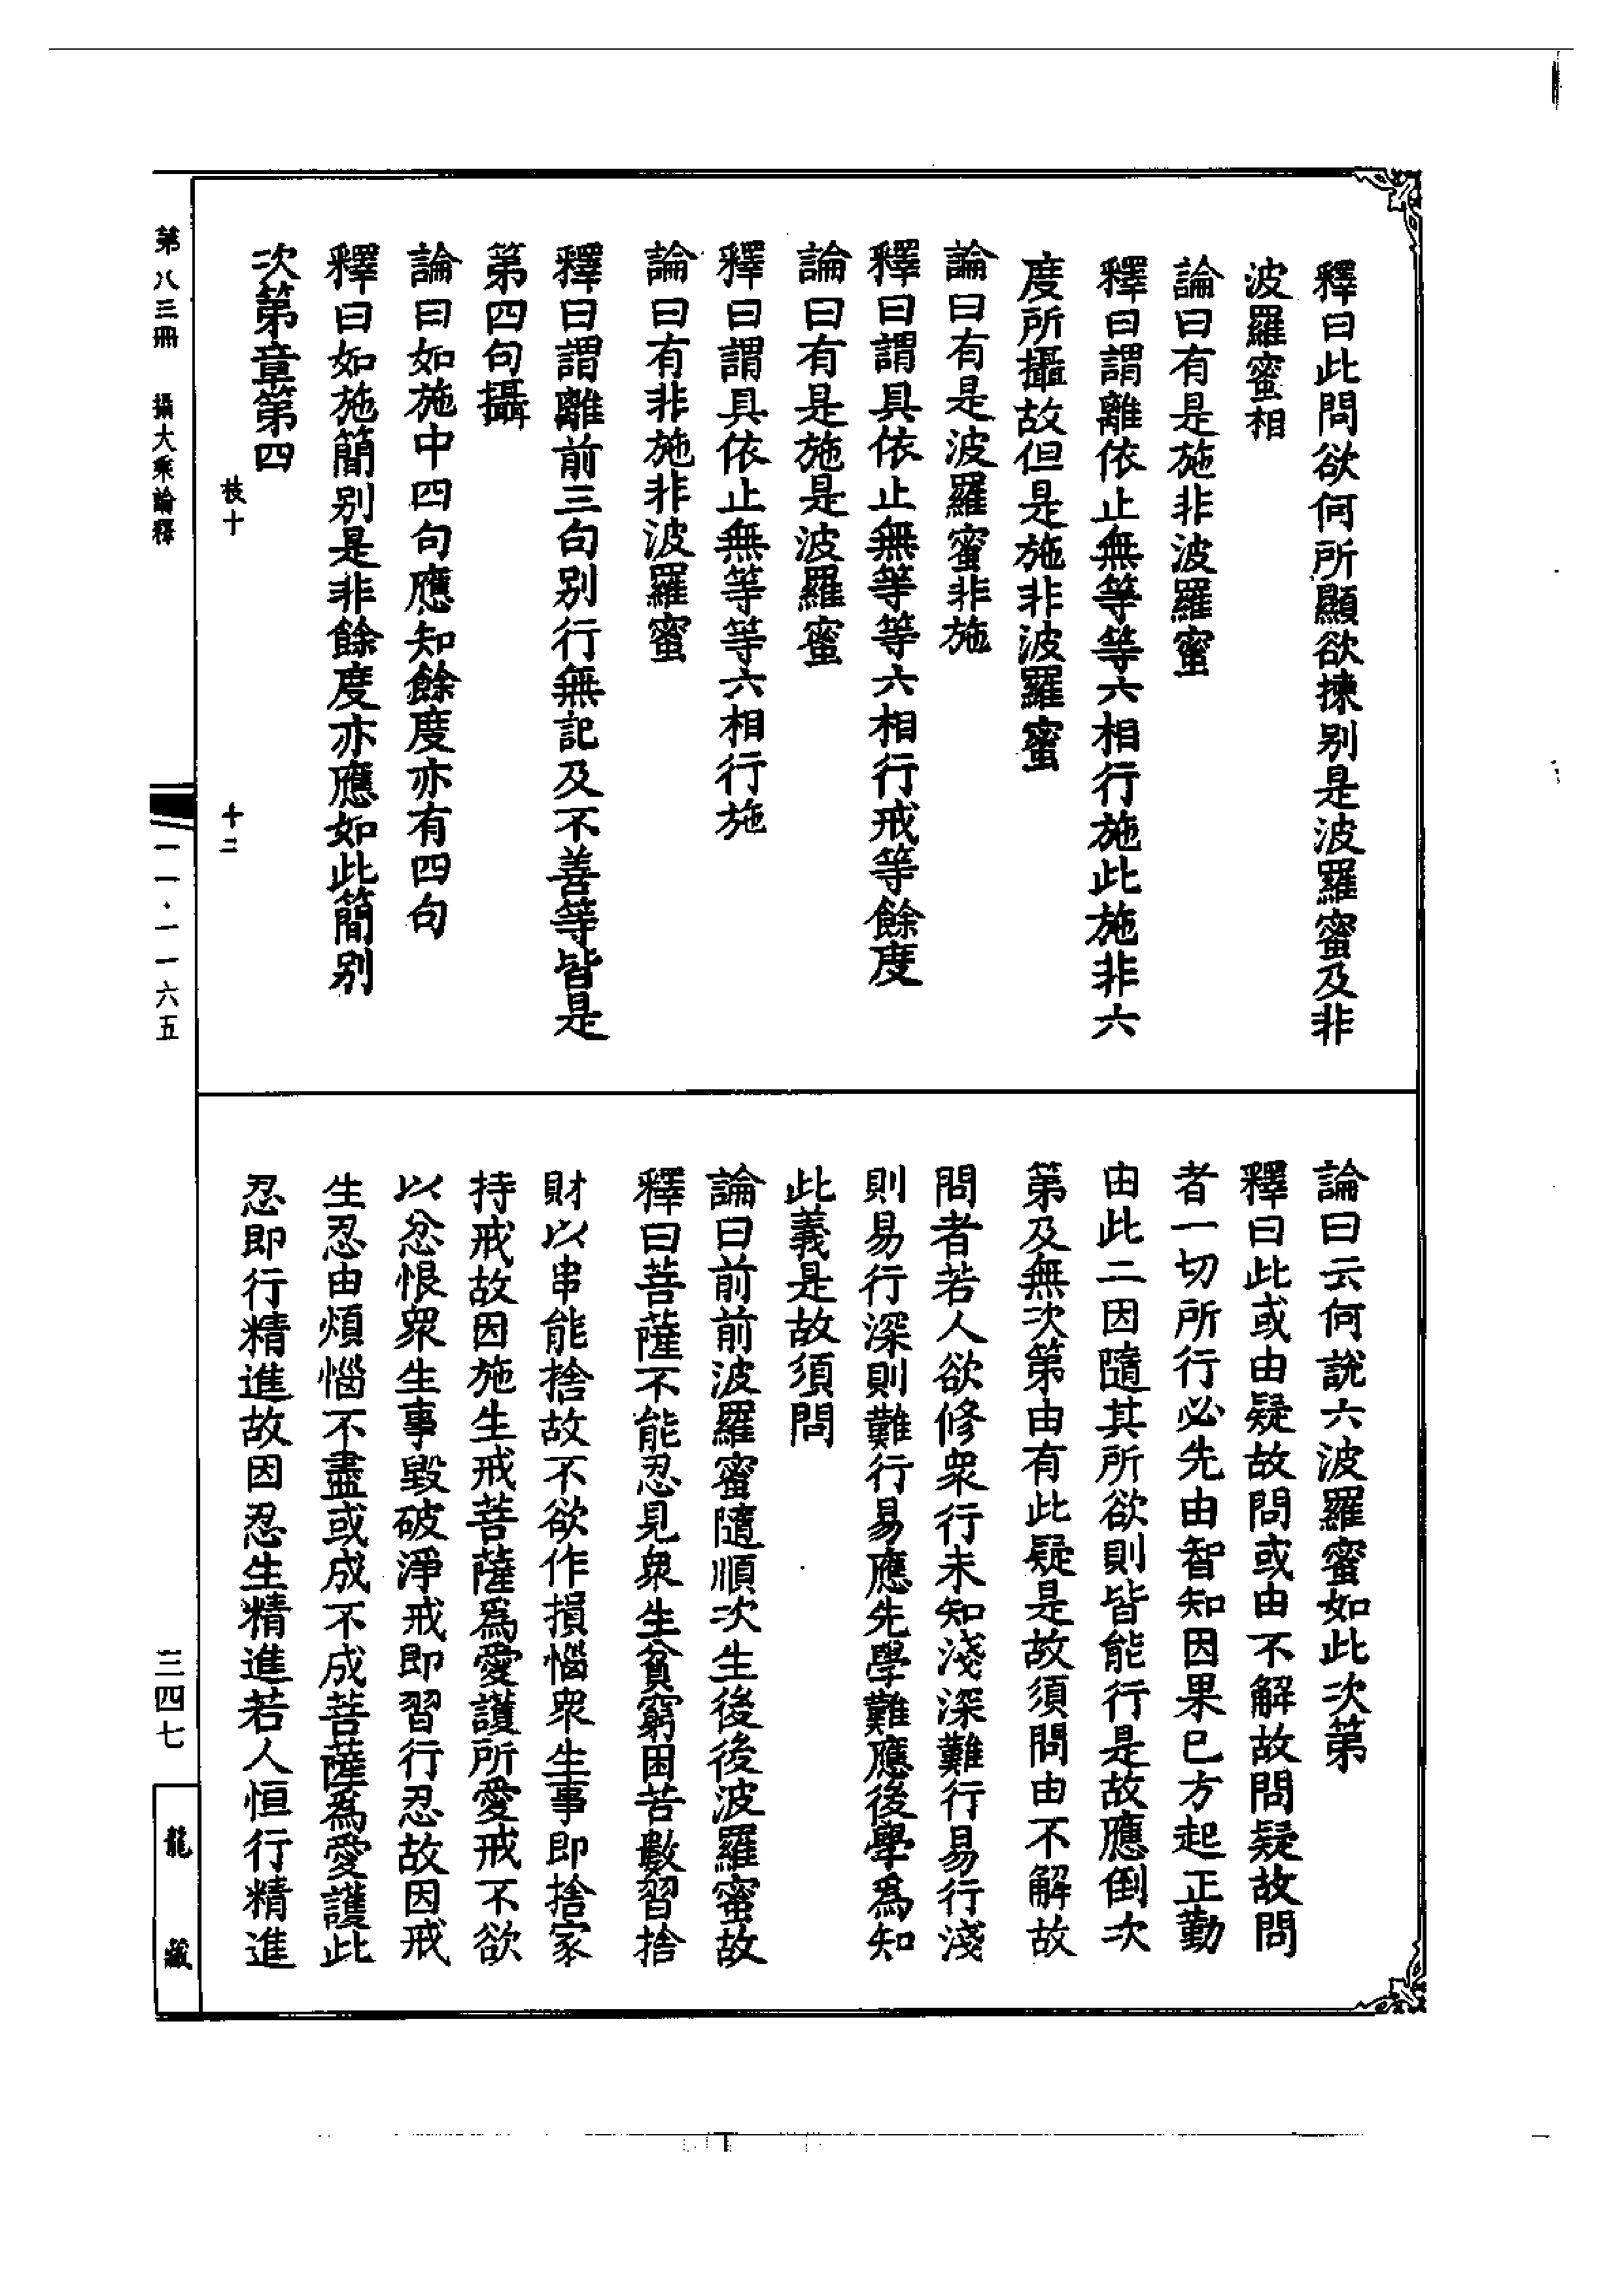 釋曰此問欲何所顯欲揀別是波羅蜜及非
波羅蜜相
論曰有是施非波羅蜜
釋曰謂離依止無等等六相行施此施非六
度所攝故但是施非波羅蜜
論曰有是波羅蜜非施
釋曰謂具依止無等等六相行戒等餘度
論曰有是施是波羅蜜
釋曰謂具依止無等等六相行施
論曰有非施非波羅蜜
釋曰謂離前三句別行無記及不善等皆是
第四句攝
論曰如施中四句應知餘度亦有四句
釋曰如施簡別是非餘度亦應如此簡別
次第章第四
枝十 十二
論曰云何說六波羅蜜如此次第
釋曰此或由疑故問或由不解故問疑故問
者一切所行必先由智知因果已方起正勤
由此二因隨其所欲則皆能行是故應倒次
第及無次第由有此疑是故須問由不解故
問者若人欲修衆行未知淺深難行易行淺
則易行深則難行易應先學難應後學為知
此義是故須問
論曰前前波羅蜜隨順次生後後波羅蜜故
釋曰菩薩不能忍見衆生貧窮困苦數習捨
財以串能捨故不欲作損惱衆生事即捨家
持戒故因施生戒菩薩為愛護所愛戒不欲
以忿恨衆生事毀破淨戒即習行忍故因戒
生忍由煩惱不盡或成不成菩薩為愛護此
忍即行精進故因忍生精進若人恒行精進
第八三冊 攝大乘論釋
一一·一一六五
三四七
龍藏